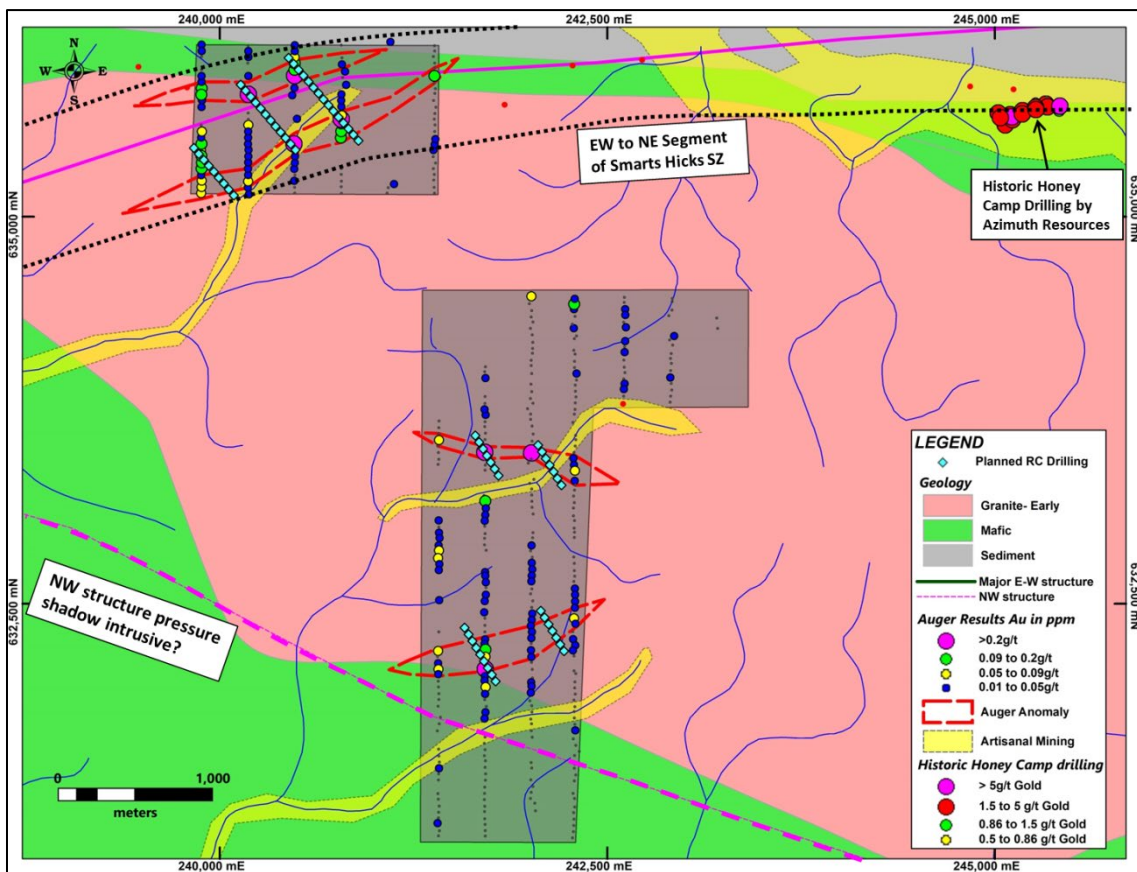 240,000 mE
242,500 mE
245,000 mE
N
W E
S
EW to NE Segment
of Smarts Hicks SZ
Historic Honey
Camp Drilling by
Azimuth Resources
635,000 mN
635,000 mN
632,500 mN
632,500 mN
NW structure pressure
shadow intrusive?
0 1,000
meters
LEGEND
Planned RC Drilling
Geology
Granite- Early
Mafic
Sediment
Major E-W structure
NW structure
Auger Results Au in ppm
>0.2g/t
0.09 to 0.2g/t
0.05 to 0.09g/t
0.01 to 0.05g/t
Auger Anomaly
Artisanal Mining
Historic Honey Camp drilling
> 5g/t Gold
1.5 to 5 g/t Gold
0.86 to 1.5 g/t Gold
0.5 to 0.86 g/t Gold
240,000 mE
242,500 mE
245,000 mE